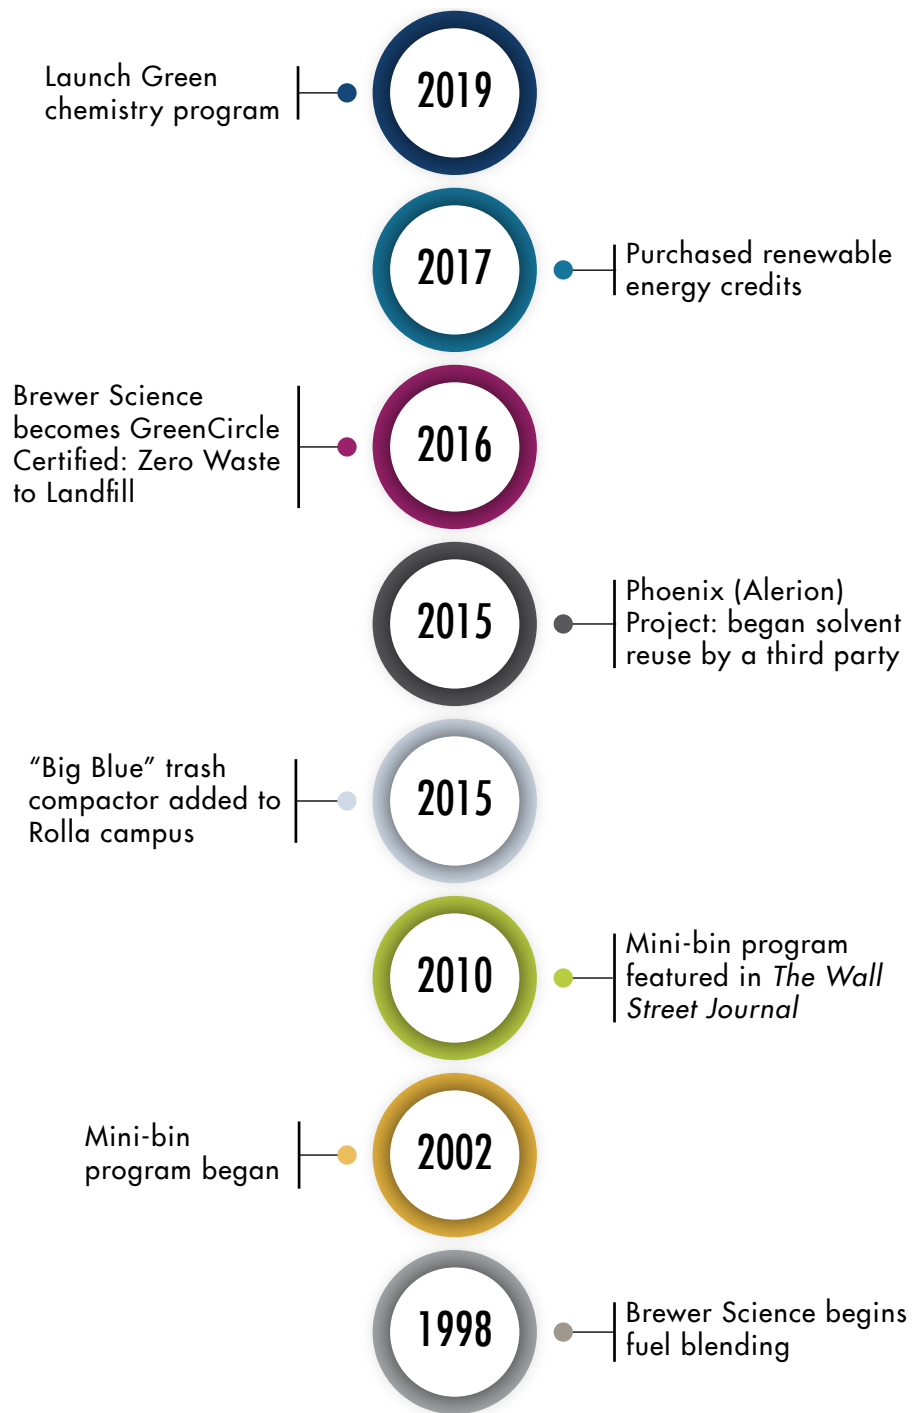 2019
Launch Green
chemistry program
2017
Purchased renewable
energy credits
2016
Brewer Science
becomes GreenCircle
Certified: Zero Waste
to Landfill
2015
Phoenix (Alerion)
Project: began solvent
reuse by a third party
2015
“Big Blue” trash
compactor added to
Rolla campus
2010
Mini-bin program
featured in The Wall
Street Journal
2002
Mini-bin
program began
1998
Brewer Science begins
fuel blending